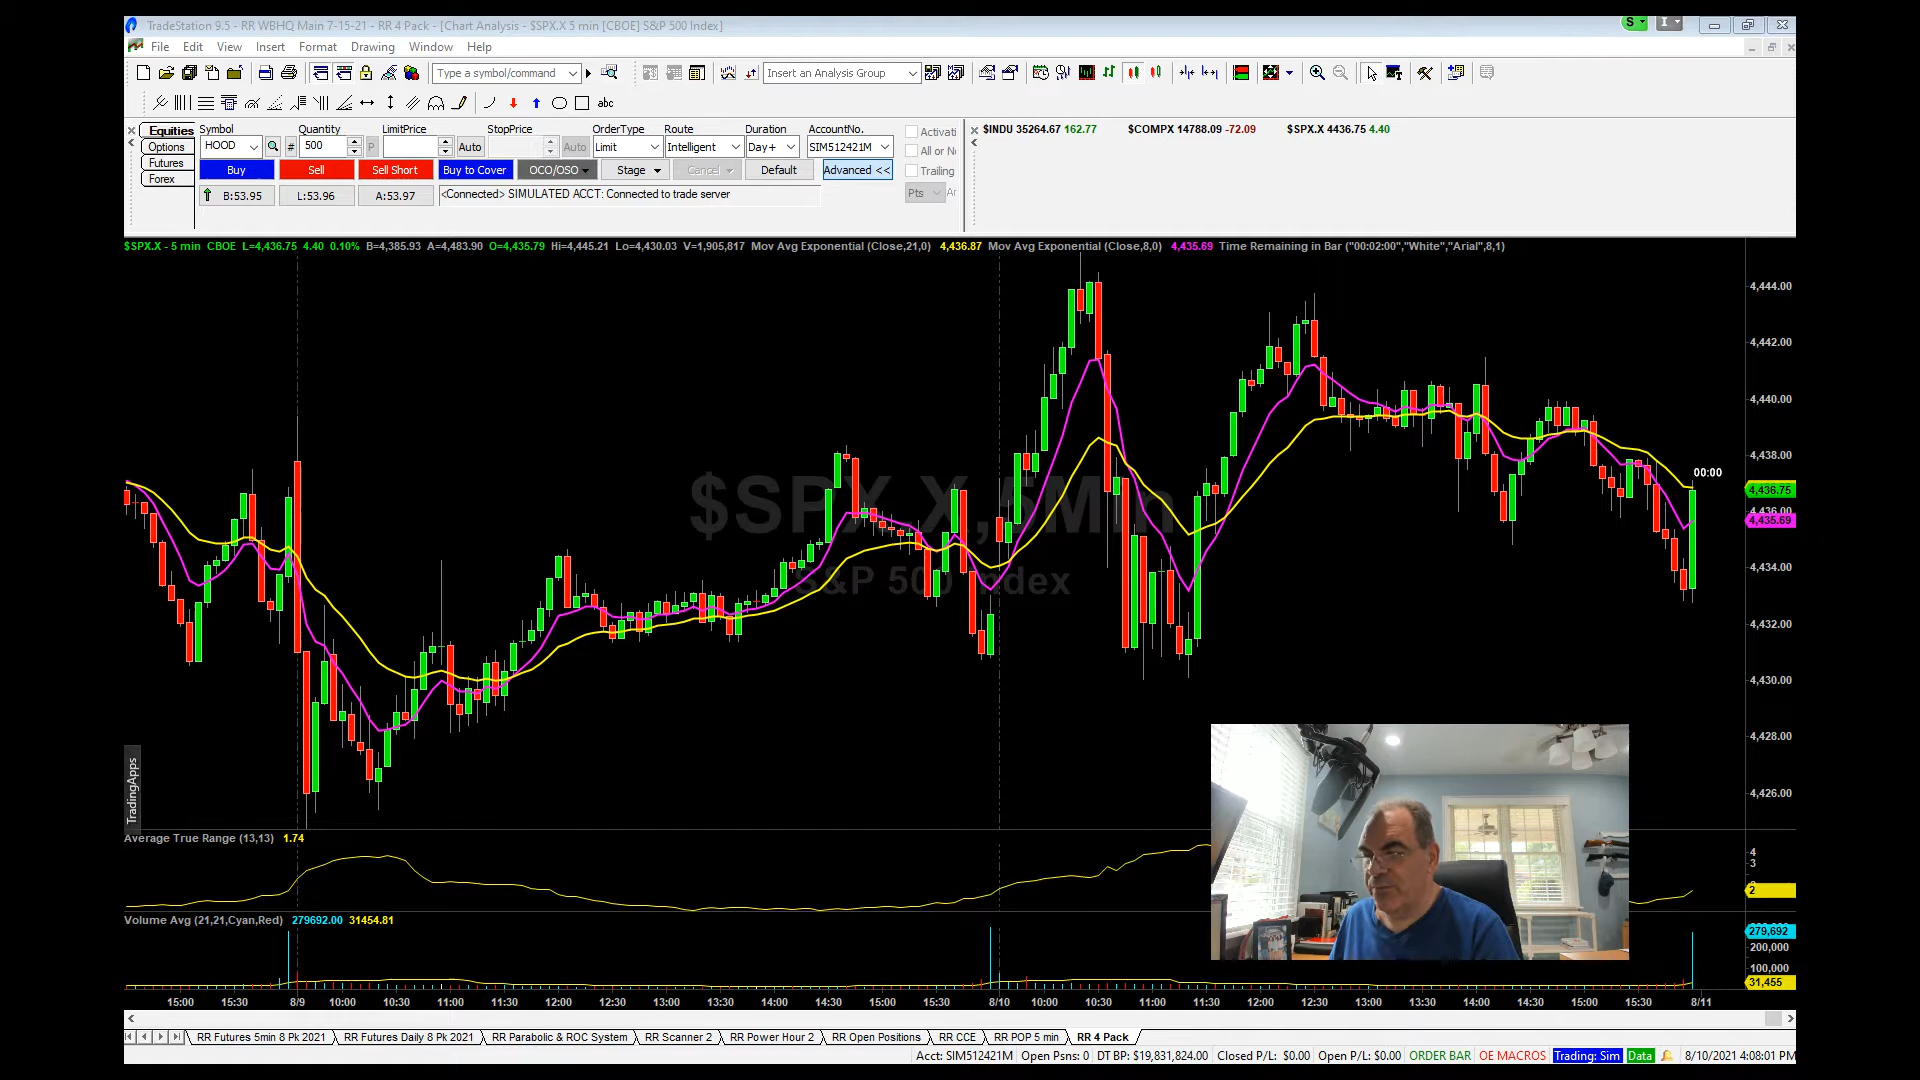 TradeStation 9.5 - RR WBHQ Main 7-15-21 - RR 4 Pack - [Chart Analysis - $SPX.X 5 min [CBOE] S&P 500 Index]
File Edit View Insert Format Drawing Window Help
Type a symbol/command Insert an Analysis Group
abc
Equities Symbol Quantity LimitPrice StopPrice OrderType Route Duration AccountNo. Activati $INDU 35264.67 162.77 $COMPX 14788.09 -72.09 $SPX.X 4436.75 4.40
Options HOOD # 500 P Auto Auto Limit Intelligent Day+ SIM512421M All or N
Futures Buy Sell Sell Short Buy to Cover OCO/OSO Stage Cancel Default Advanced << Trailing
Forex B:53.95 L:53.96 A:53.97 <Connected> SIMULATED ACCT: Connected to trade server Pts
$SPX.X - 5 min CBOE L=4,436.75 4.40 0.10% B=4,385.93 A=4,483.90 O=4,435.79 Hi=4,445.21 Lo=4,430.03 V=1,905,817 Mov Avg Exponential (Close,21,0) 4,436.87 Mov Avg Exponential (Close,8,0) 4,435.69 Time Remaining in Bar ("00:02:00","White","Arial",8,1)
4,444.00
4,442.00
4,440.00
4,438.00
00:00
4,436.75
4,436.00
4,435.69
$SPX.X,5Min
S&P 500 Index
4,434.00
4,432.00
4,430.00
4,428.00
4,426.00
TradingApps
Average True Range (13,13) 1.74
4
3
2
Volume Avg (21,21,Cyan,Red) 279692.00 31454.81
279,692
200,000
100,000
31,455
15:00 15:30 8/9 10:00 10:30 11:00 11:30 12:00 12:30 13:00 13:30 14:00 14:30 15:00 15:30 8/10 10:00 10:30 11:00 11:30 12:00 12:30 13:00 13:30 14:00 14:30 15:00 15:30 8/11
RR Futures 5min 8 Pk 2021 RR Futures Daily 8 Pk 2021 RR Parabolic & ROC System RR Scanner 2 RR Power Hour 2 RR Open Positions RR CCE RR POP 5 min RR 4 Pack
Acct: SIM512421M Open Psns: 0 DT BP: $19,831,824.00 Closed P/L: $0.00 Open P/L: $0.00 ORDER BAR OE MACROS Trading: Sim Data 8/10/2021 4:08:01 PM